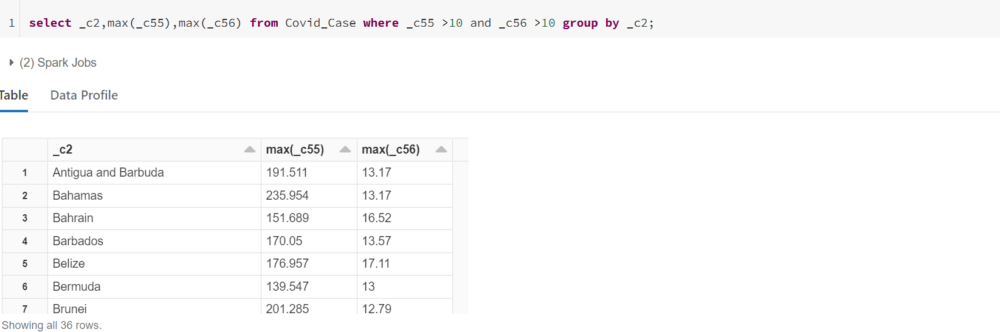 1 select _c2,max(_c55),max(_c56) from Covid_Case where _c55 >10 and _c56 >10 group by _c2;
(2) Spark Jobs
Table Data Profile
_c2 max(_c55) max(_c56)
1 Antigua and Barbuda 191.511 13.17
2 Bahamas 235.954 13.17
3 Bahrain 151.689 16.52
4 Barbados 170.05 13.57
5 Belize 176.957 17.11
6 Bermuda 139.547 13
7 Brunei 201.285 12.79
Showing all 36 rows.